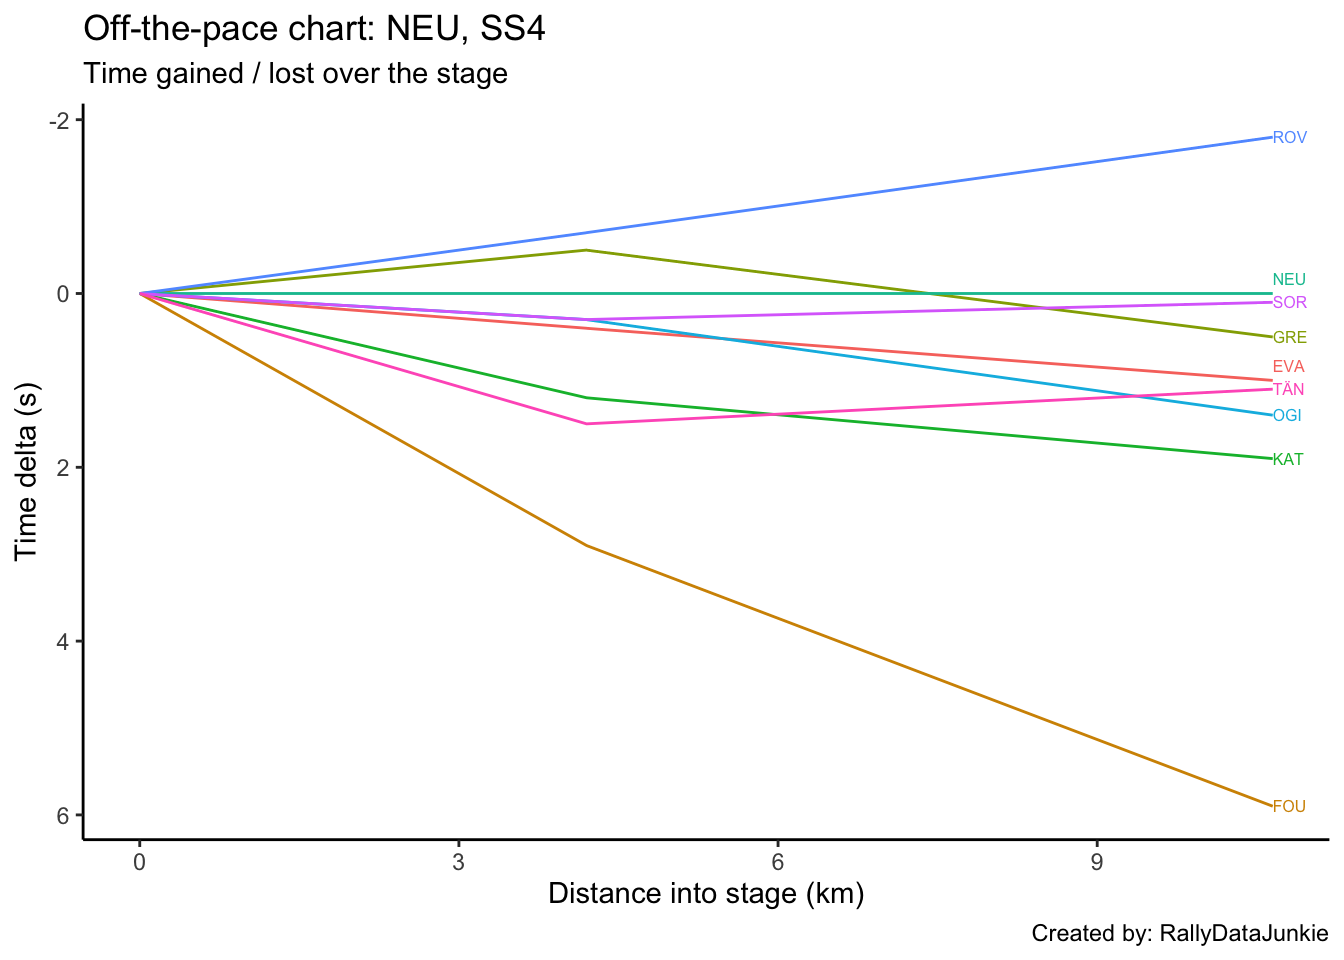 Off-the-pace chart: NEU, SS4
Time gained / lost over the stage
-2
0
2
4
6
Time delta (s)
ROV
NEU
SOR
GRE
EVA
TÄN
OGI
KAT
FOU
0 3 6 9
Distance into stage (km)
Created by: RallyDataJunkie